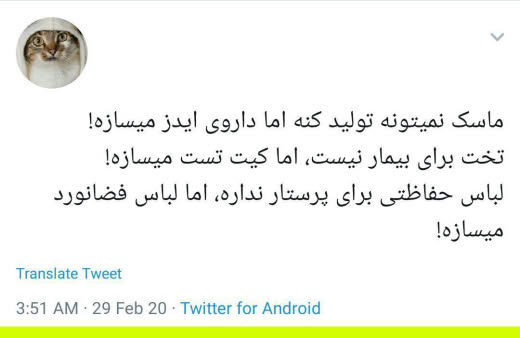 ماسک نمیتونه تولید کنه اما داروی ایدز میسازه!
تخت برای بیمار نیست، اما کیت تست میسازه!
لباس حفاظتی برای پرستار نداره، اما لباس فضانورد
میسازه!
Translate Tweet
3:51 AM · 29 Feb 20 · Twitter for Android